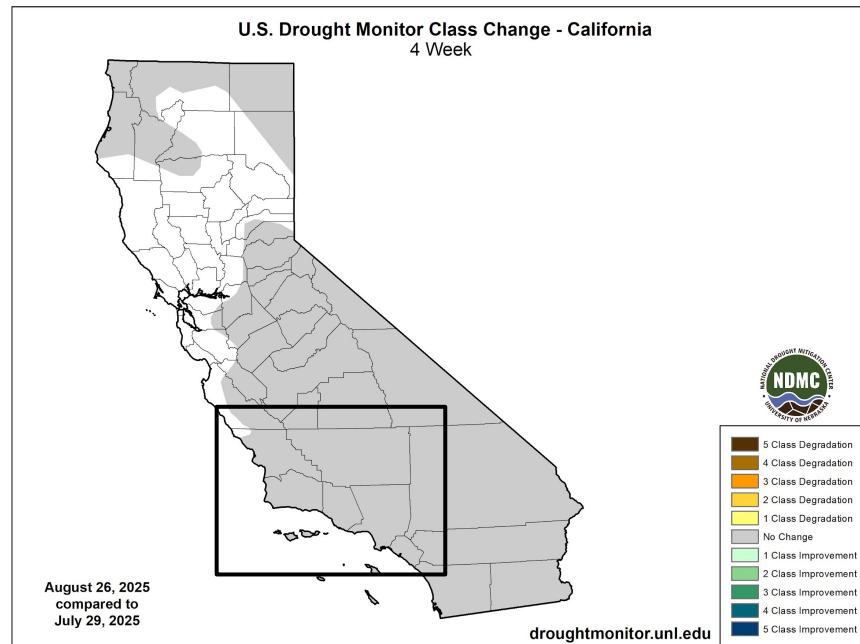 U.S. Drought Monitor Class Change - California
4 Week
NATIONAL DROUGHT MITIGATION CENTER
NDMC
UNIVERSITY OF NEBRASKA
5 Class Degradation
4 Class Degradation
3 Class Degradation
2 Class Degradation
1 Class Degradation
No Change
1 Class Improvement
2 Class Improvement
3 Class Improvement
4 Class Improvement
5 Class Improvement
August 26, 2025
compared to
July 29, 2025
droughtmonitor.unl.edu